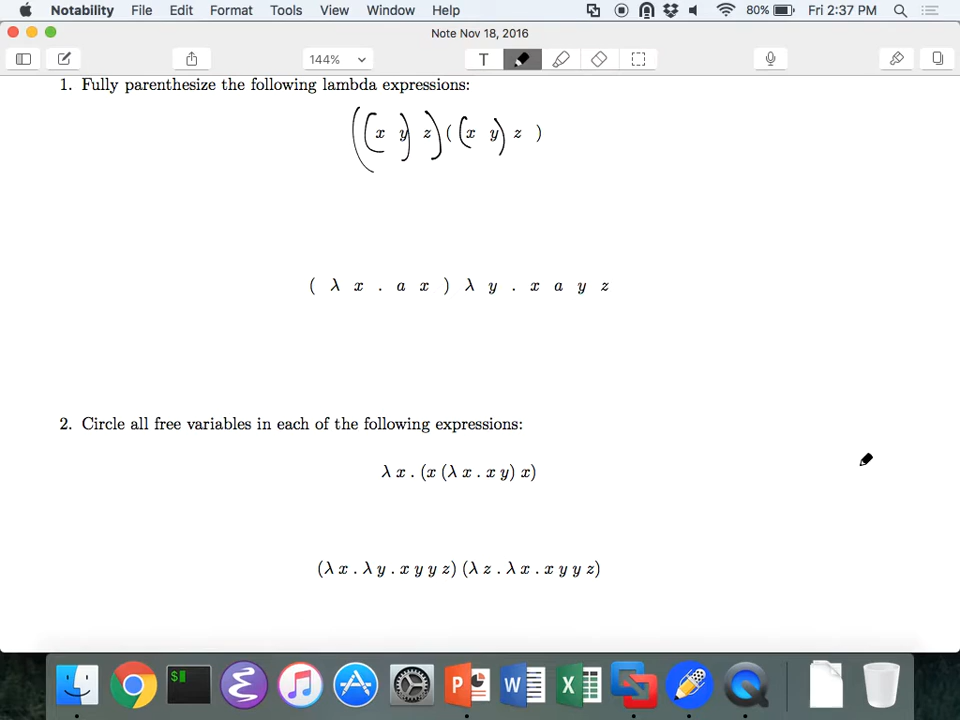 Notability File Edit Format Tools View Window Help 80% Fri 2:37 PM
Note Nov 18, 2016
144% T
1. Fully parenthesize the following lambda expressions:
((x y) z) ((x y) z )
( λ x . a x ) λ y . x a y z
2. Circle all free variables in each of the following expressions:
λ x . (x (λ x . x y) x)
(λ x . λ y . x y y z) (λ z . λ x . x y y z)
$
P W X